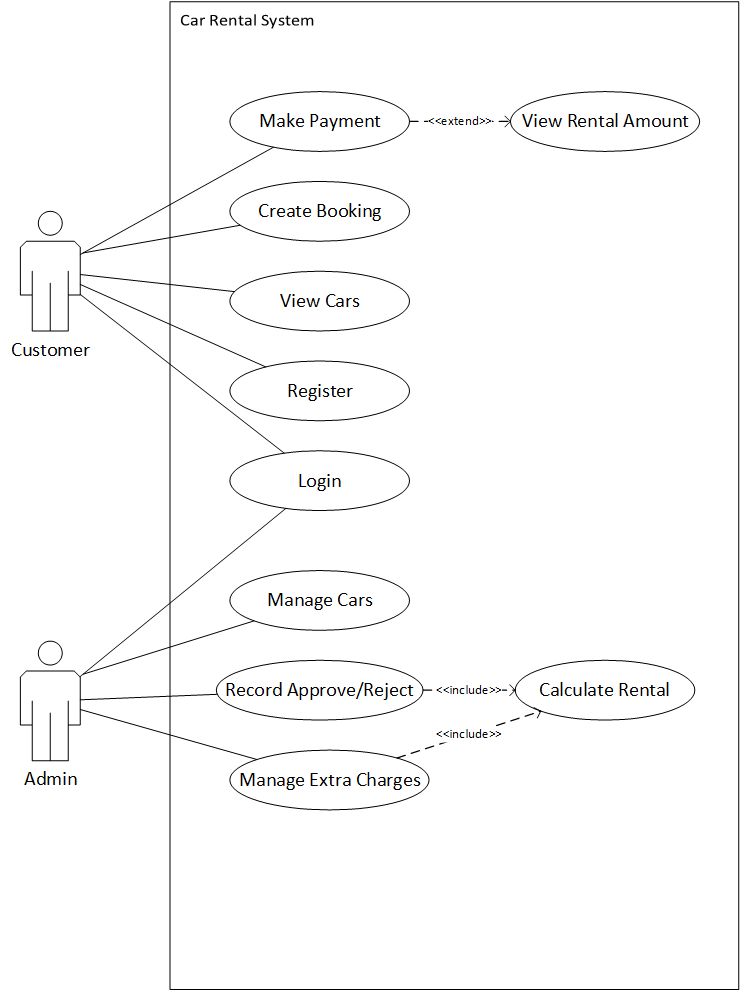 Car Rental System
Make Payment
<<extend>>
View Rental Amount
Create Booking
View Cars
Customer
Register
Login
Manage Cars
Record Approve/Reject
<<include>>
Calculate Rental
<<include>>
Admin
Manage Extra Charges